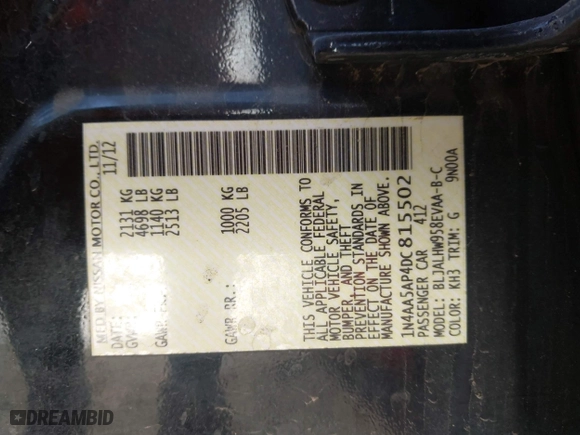 MFD BY NISSAN MOTOR CO., LTD.
DATE: 11/12
2131 KG
4698 LB
1140 KG
2513 LB
GAWR RR.: 1000 KG
2205 LB
THIS VEHICLE CONFORMS TO
ALL APPLICABLE FEDERAL
MOTOR VEHICLE SAFETY,
BUMPER, AND THEFT
PREVENTION STANDARDS IN
EFFECT ON THE DATE OF
MANUFACTURE SHOWN ABOVE.
1N4AA5AP4DC815502
PASSENGER CAR 412
MODEL: BLJALHW958EVAA-B-C
COLOR: KH3 TRIM: G 9N00A
DREAMBID